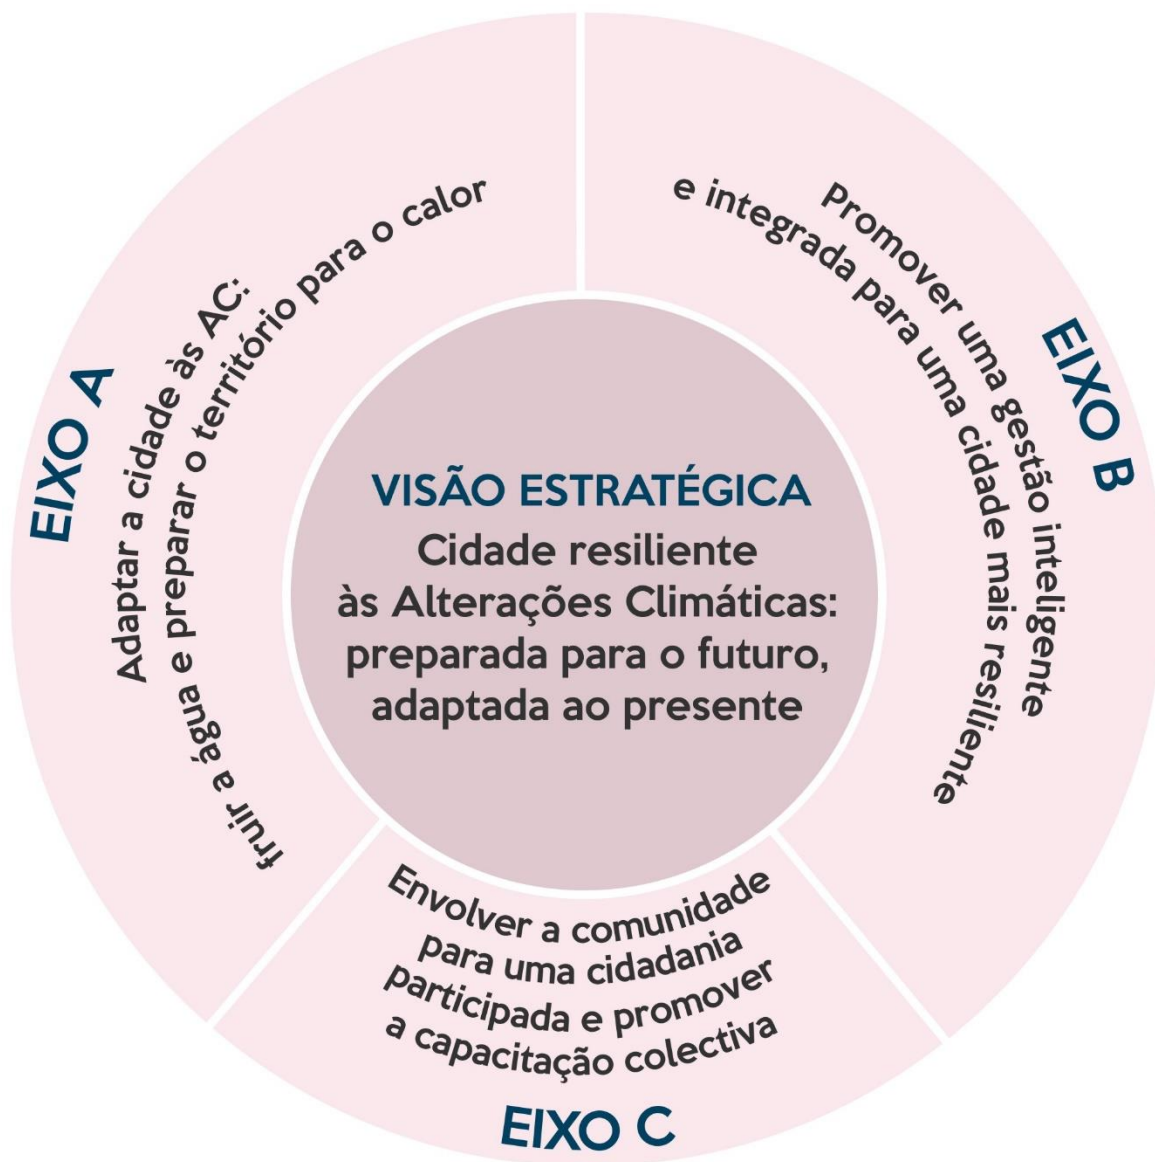 EIXO A
Adaptar a cidade às AC:
fruir a água e preparar o território para o calor
EIXO B
Promover uma gestão inteligente
e integrada para uma cidade mais resiliente
VISÃO ESTRATÉGICA
Cidade resiliente
às Alterações Climáticas:
preparada para o futuro,
adaptada ao presente
Envolver a comunidade
para uma cidadania
participada e promover
a capacitação colectiva
EIXO C